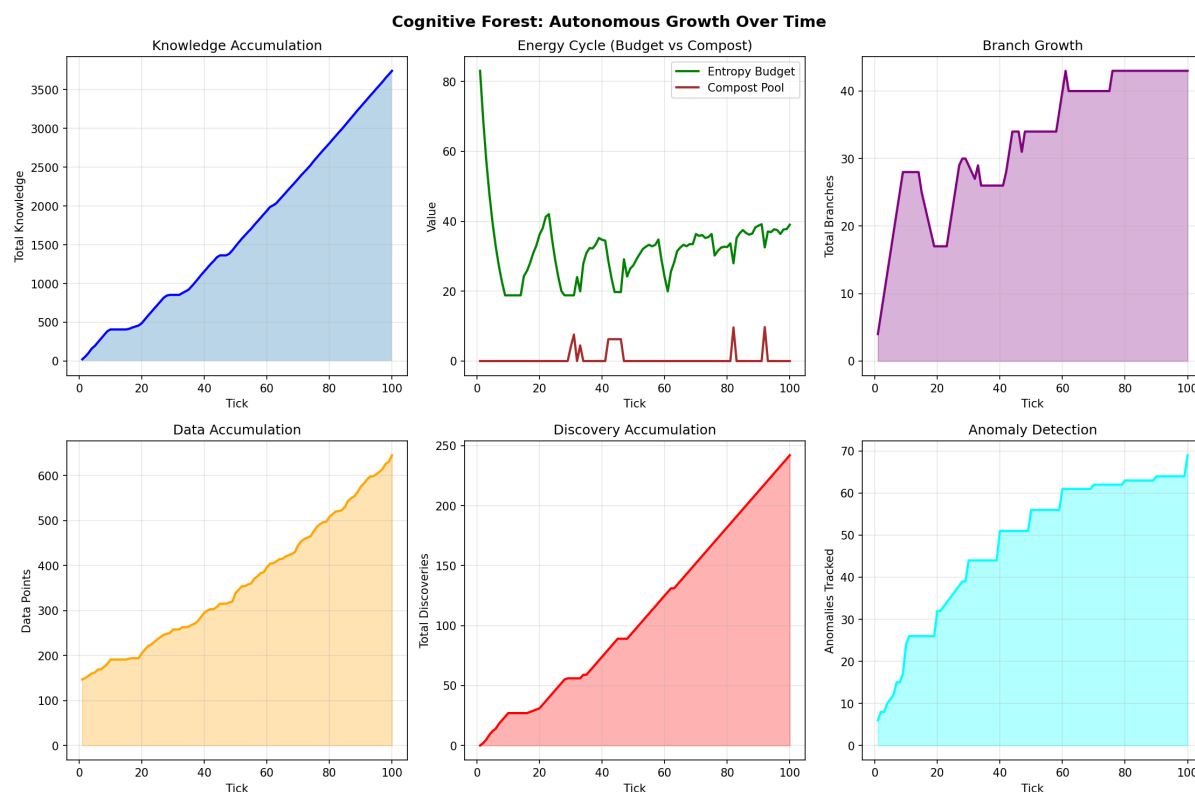 Cognitive Forest: Autonomous Growth Over Time
Knowledge Accumulation
Total Knowledge
3500
3000
2500
2000
1500
1000
500
0
0 20 40 60 80 100
Tick
Energy Cycle (Budget vs Compost)
Entropy Budget
Compost Pool
Value
80
60
40
20
0
0 20 40 60 80 100
Tick
Branch Growth
Total Branches
40
30
20
10
0
0 20 40 60 80 100
Tick
Data Accumulation
Data Points
600
500
400
300
200
100
0
0 20 40 60 80 100
Tick
Discovery Accumulation
Total Discoveries
250
200
150
100
50
0
0 20 40 60 80 100
Tick
Anomaly Detection
Anomalies Tracked
70
60
50
40
30
20
10
0
0 20 40 60 80 100
Tick